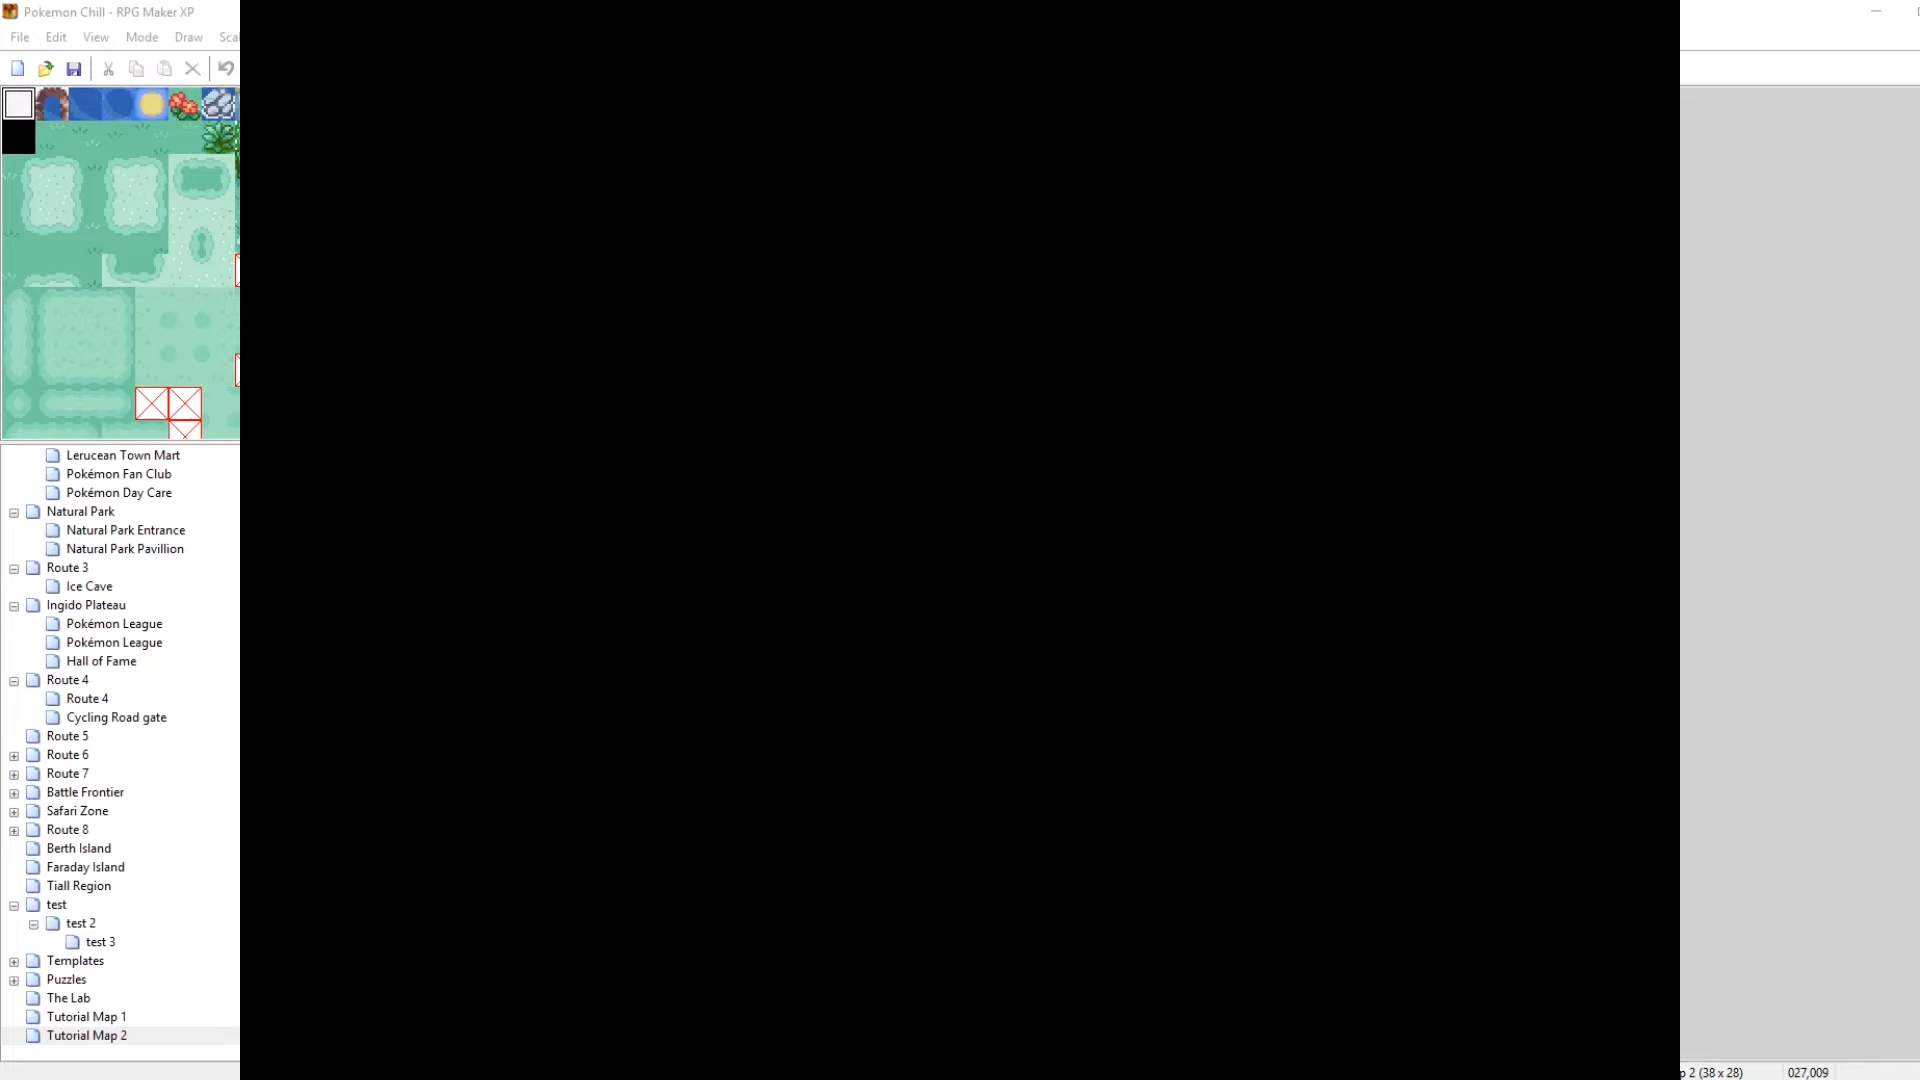 Pokemon Chill - RPG Maker XP
File Edit View Mode Draw
Lerucean Town Mart
Pokémon Fan Club
Pokémon Day Care
Natural Park
Natural Park Entrance
Natural Park Pavillion
Route 3
Ice Cave
Ingido Plateau
Pokémon League
Pokémon League
Hall of Fame
Route 4
Route 4
Cycling Road gate
Route 5
Route 6
Route 7
Battle Frontier
Safari Zone
Route 8
Berth Island
Faraday Island
Tiall Region
test
test 2
test 3
Templates
Puzzles
The Lab
Tutorial Map 1
Tutorial Map 2
2 (38 x 28) 027,009